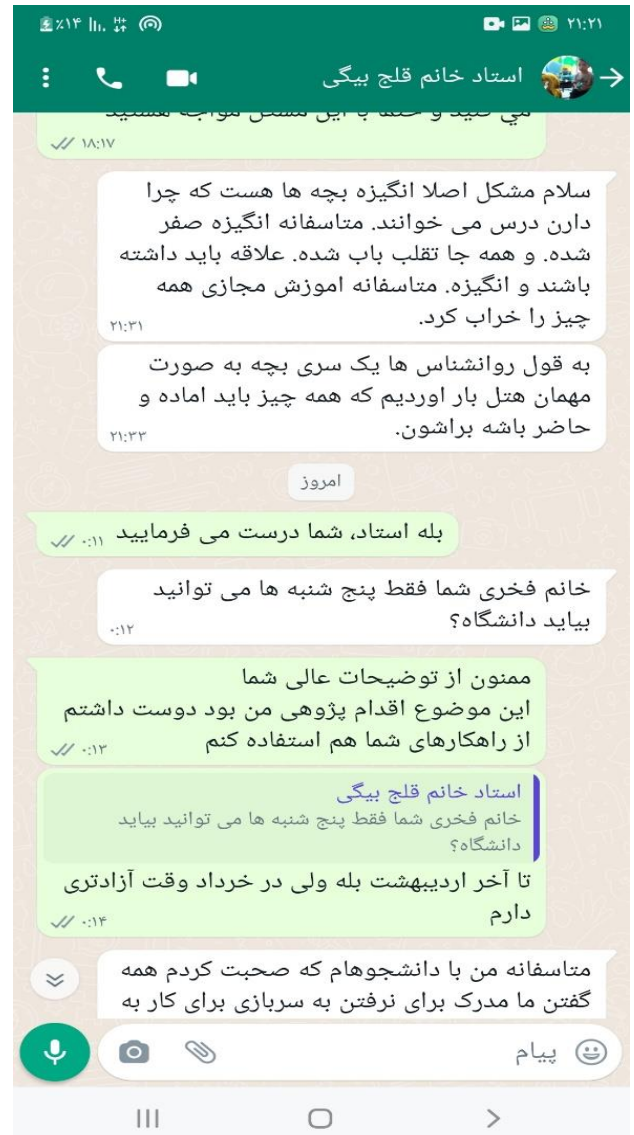 ۲۱:۲۱
٪۱۴
استاد خانم قلج بیگی
می کنید و حتما با این مشکل مواجه هستید
۱۸:۱۷
سلام مشکل اصلا انگیزه بچه ها هست که چرا
دارن درس می خوانند. متاسفانه انگیزه صفر
شده. و همه جا تقلب باب شده. علاقه باید داشته
باشند و انگیزه. متاسفانه اموزش مجازی همه
چیز را خراب کرد.
۲۱:۳۱
به قول روانشناس ها یک سری بچه به صورت
مهمان هتل بار اوردیم که همه چیز باید اماده و
حاضر باشه براشون.
۲۱:۳۳
امروز
بله استاد، شما درست می فرمایید
۰:۱۱
خانم فخری شما فقط پنج شنبه ها می توانید
بیاید دانشگاه؟
۰:۱۲
ممنون از توضیحات عالی شما
این موضوع اقدام پژوهی من بود دوست داشتم
از راهکارهای شما هم استفاده کنم
۰:۱۳
استاد خانم قلج بیگی
خانم فخری شما فقط پنج شنبه ها می توانید بیاید
دانشگاه؟
تا آخر اردیبهشت بله ولی در خرداد وقت آزادتری
دارم
۰:۱۴
متاسفانه من با دانشجوهام که صحبت کردم همه
گفتن ما مدرک برای نرفتن به سربازی برای کار به
پیام